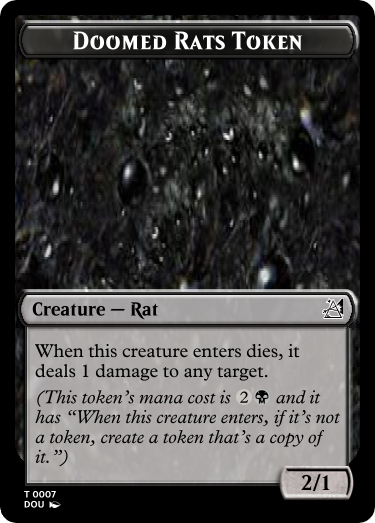 Doomed Rats Token
Creature — Rat
When this creature enters dies, it
deals 1 damage to any target.
(This token's mana cost is 2 and it
has “When this creature enters, if it's not
a token, create a token that's a copy of
it.”)
2/1
T 0007
DOU